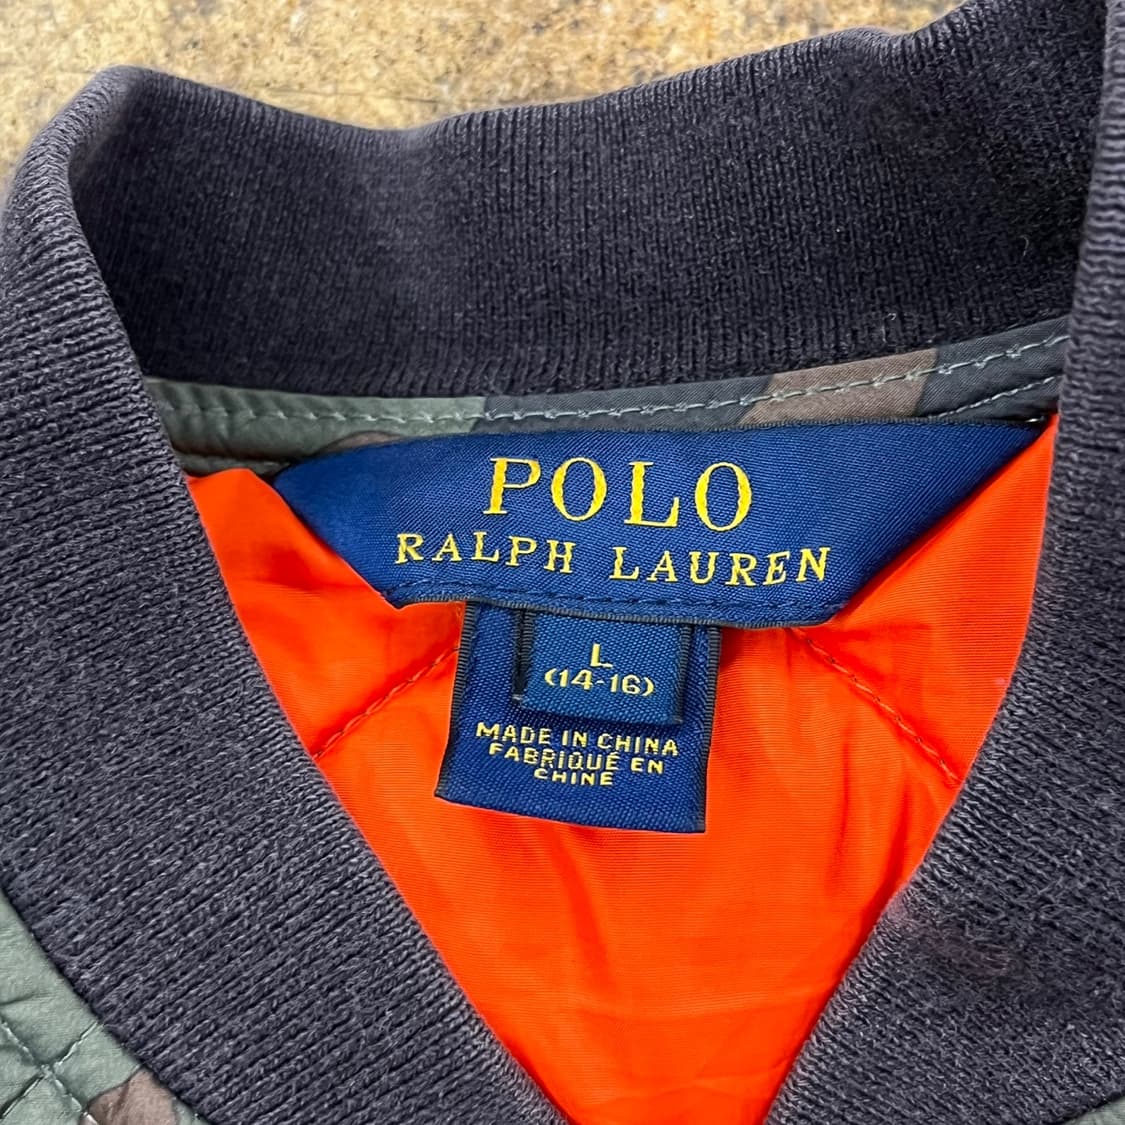 POLO
RALPH LAUREN
L
(14-16)
MADE IN CHINA
FABRIQUÉ EN
CHINE